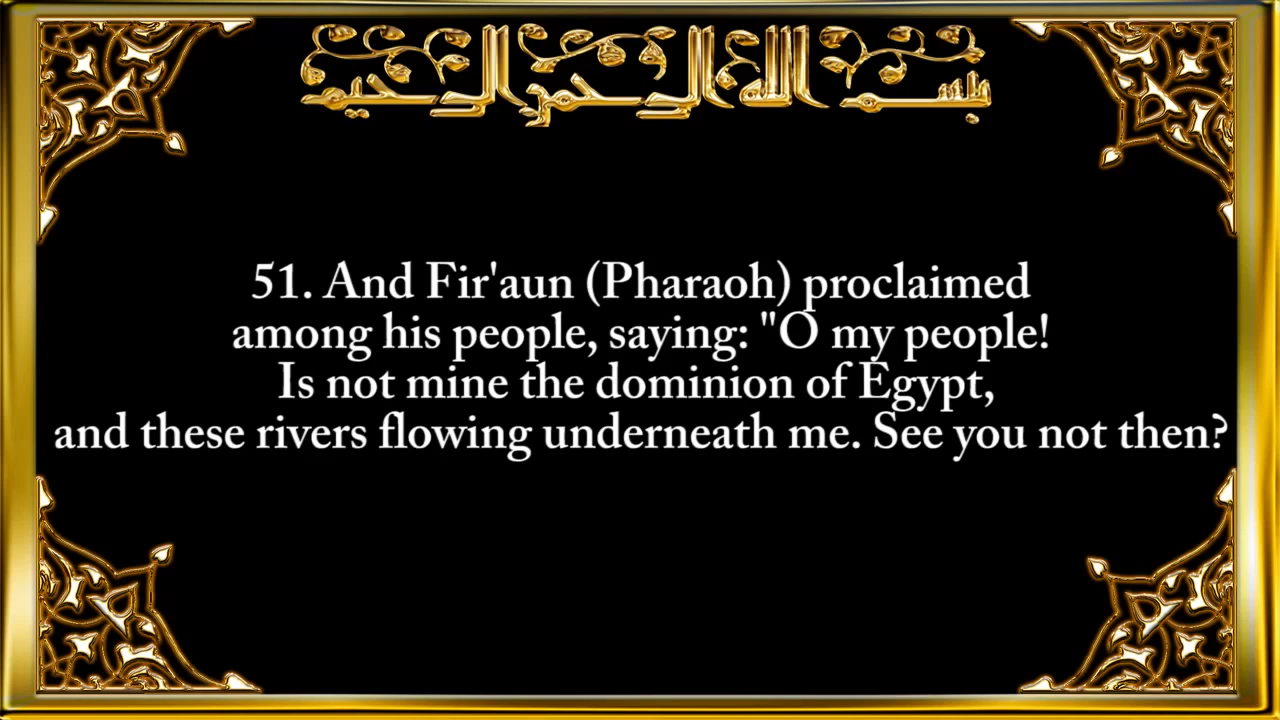 بسم الله الرحمن الرحيم
51. And Fir'aun (Pharaoh) proclaimed
among his people, saying: "O my people!
Is not mine the dominion of Egypt,
and these rivers flowing underneath me. See you not then?